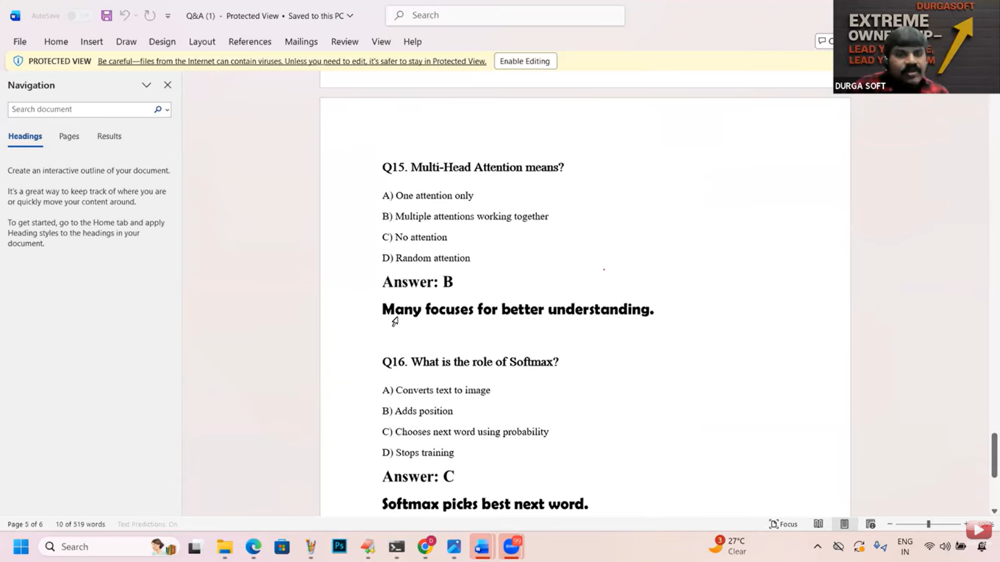 AutoSave Off Q&A (1) - Protected View • Saved to this PC Search
DURGASOFT
EXTREME
LEAD
LEAD
DURGA SOFT
File Home Insert Draw Design Layout References Mailings Review View Help
PROTECTED VIEW Be careful—files from the Internet can contain viruses. Unless you need to edit, it's safer to stay in Protected View. Enable Editing
Navigation
Search document
Headings Pages Results
Create an interactive outline of your document.
It's a great way to keep track of where you are
or quickly move your content around.
To get started, go to the Home tab and apply
Heading styles to the headings in your
document.
Q15. Multi-Head Attention means?
A) One attention only
B) Multiple attentions working together
C) No attention
D) Random attention
Answer: B
Many focuses for better understanding.
Q16. What is the role of Softmax?
A) Converts text to image
B) Adds position
C) Chooses next word using probability
D) Stops training
Answer: C
Softmax picks best next word.
Page 5 of 6 10 of 519 words Text Predictions: On Focus
Search Ps 99 3 27°C
Clear
ENG
IN